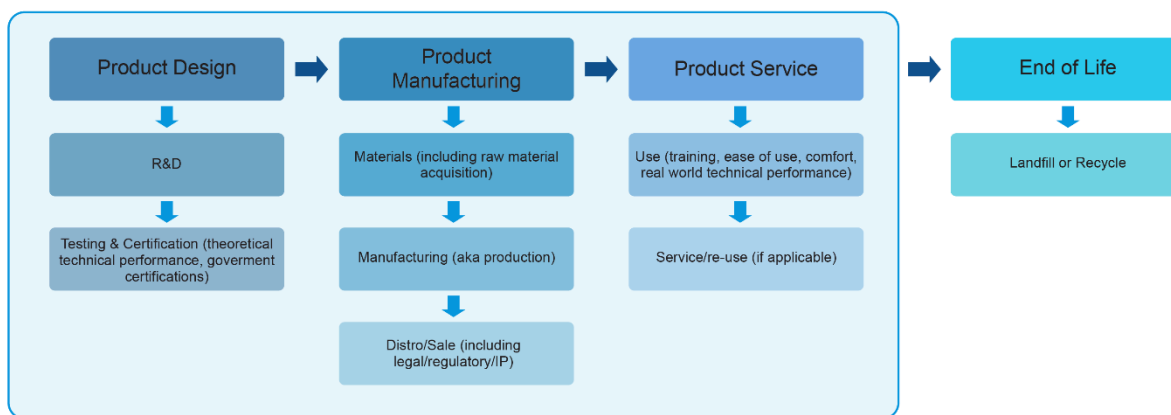 Product Design
Product
Manufacturing
Product Service
End of Life
R&D
Materials (including raw material
acquisition)
Use (training, ease of use, comfort,
real world technical performance)
Landfill or Recycle
Testing & Certification (theoretical
technical performance, goverment
certifications)
Manufacturing (aka production)
Service/re-use (if applicable)
Distro/Sale (including
legal/regulatory/IP)